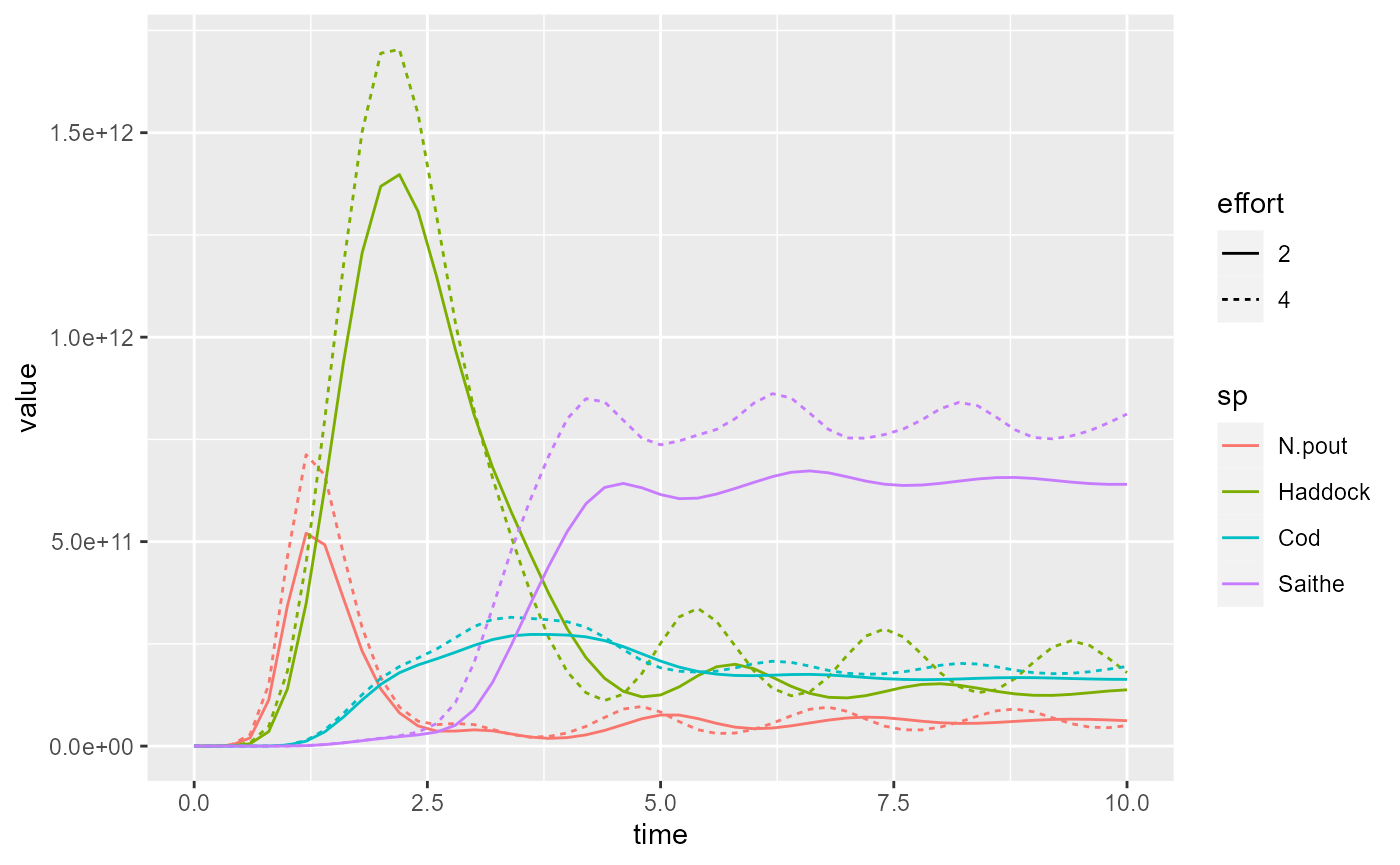 value
1.5e+12
1.0e+12
5.0e+11
0.0e+00
0.0 2.5 5.0 7.5 10.0
time
effort
2
4
sp
N.pout
Haddock
Cod
Saithe